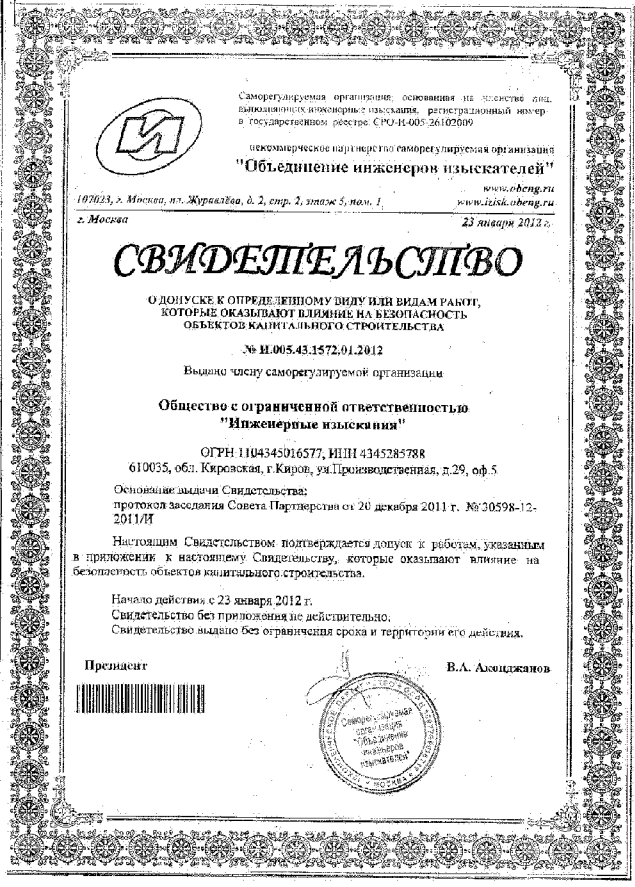 Саморегулируемая организация, основанная на членстве лиц,
выполняющих инженерные изыскания, регистрационный номер
в государственном реестре СРО-И-005-26102009
некоммерческое партнерство саморегулируемая организация
"Объединение инженеров изыскателей"
www.obeng.ru
107023, г. Москва, пл. Журавлёва, д. 2, стр. 2, этаж 5, пом. 1 www.izisk.obeng.ru
г. Москва 23 января 2012 г.
СВИДЕТЕЛЬСТВО
О ДОПУСКЕ К ОПРЕДЕЛЕННОМУ ВИДУ ИЛИ ВИДАМ РАБОТ,
КОТОРЫЕ ОКАЗЫВАЮТ ВЛИЯНИЕ НА БЕЗОПАСНОСТЬ
ОБЪЕКТОВ КАПИТАЛЬНОГО СТРОИТЕЛЬСТВА
№ И.005.43.1572.01.2012
Выдано члену саморегулируемой организации
Общество с ограниченной ответственностью
"Инженерные изыскания"
ОГРН 1104345016577, ИНН 4345285788
610035, обл. Кировская, г.Киров, ул.Производственная, д.29, оф.5
Основание выдачи Свидетельства:
протокол заседания Совета Партнерства от 20 декабря 2011 г. №30598-12-
2011/И
Настоящим Свидетельством подтверждается допуск к работам, указанным
в приложении к настоящему Свидетельству, которые оказывают влияние на
безопасность объектов капитального строительства.
Начало действия с 23 января 2012 г.
Свидетельство без приложения не действительно.
Свидетельство выдано без ограничения срока и территории его действия.
Президент В.А. Аконджанов
Саморегулируемая
организация
"Объединение
инженеров
изыскателей"
МОСКВА